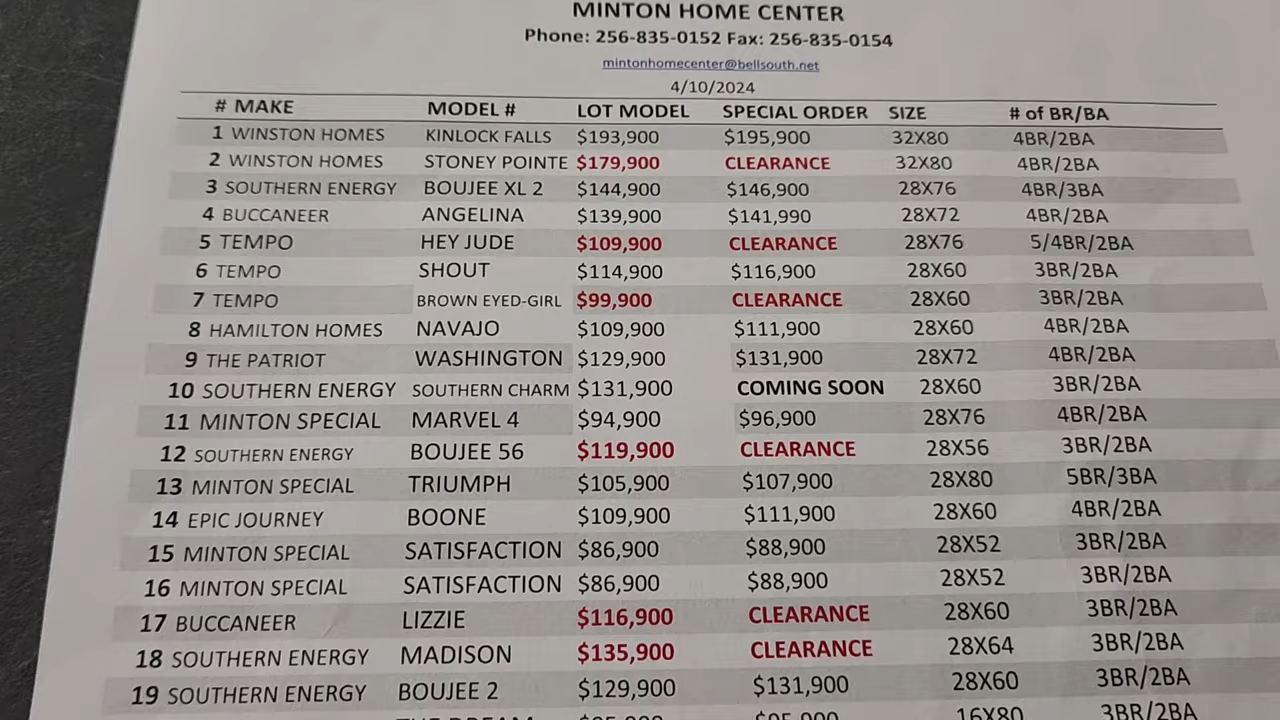 MINTON HOME CENTER
Phone: 256-835-0152 Fax: 256-835-0154
mintonhomecenter@bellsouth.net
4/10/2024
# MAKE MODEL # LOT MODEL SPECIAL ORDER SIZE # of BR/BA
1 WINSTON HOMES KINLOCK FALLS $193,900 $195,900 32X80 4BR/2BA
2 WINSTON HOMES STONEY POINTE $179,900 CLEARANCE 32X80 4BR/2BA
3 SOUTHERN ENERGY BOUJEE XL 2 $144,900 $146,900 28X76 4BR/3BA
4 BUCCANEER ANGELINA $139,900 $141,990 28X72 4BR/2BA
5 TEMPO HEY JUDE $109,900 CLEARANCE 28X76 5/4BR/2BA
6 TEMPO SHOUT $114,900 $116,900 28X60 3BR/2BA
7 TEMPO BROWN EYED-GIRL $99,900 CLEARANCE 28X60 3BR/2BA
8 HAMILTON HOMES NAVAJO $109,900 $111,900 28X60 4BR/2BA
9 THE PATRIOT WASHINGTON $129,900 $131,900 28X72 4BR/2BA
10 SOUTHERN ENERGY SOUTHERN CHARM $131,900 COMING SOON 28X60 3BR/2BA
11 MINTON SPECIAL MARVEL 4 $94,900 $96,900 28X76 4BR/2BA
12 SOUTHERN ENERGY BOUJEE 56 $119,900 CLEARANCE 28X56 3BR/2BA
13 MINTON SPECIAL TRIUMPH $105,900 $107,900 28X80 5BR/3BA
14 EPIC JOURNEY BOONE $109,900 $111,900 28X60 4BR/2BA
15 MINTON SPECIAL SATISFACTION $86,900 $88,900 28X52 3BR/2BA
16 MINTON SPECIAL SATISFACTION $86,900 $88,900 28X52 3BR/2BA
17 BUCCANEER LIZZIE $116,900 CLEARANCE 28X60 3BR/2BA
18 SOUTHERN ENERGY MADISON $135,900 CLEARANCE 28X64 3BR/2BA
19 SOUTHERN ENERGY BOUJEE 2 $129,900 $131,900 28X60 3BR/2BA
THE DREAM 16X80 3BR/2BA